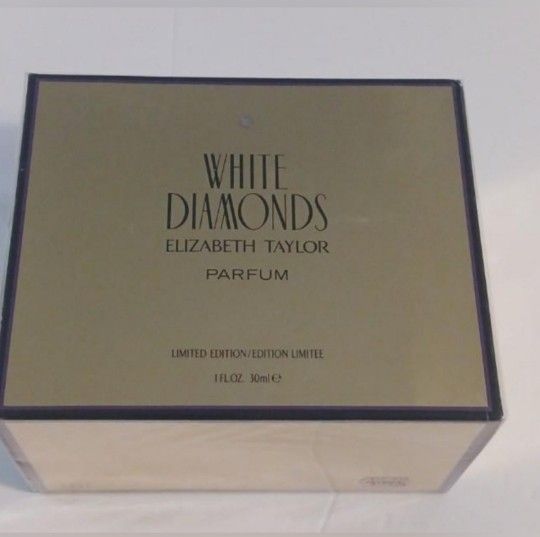 WHITE
DIAMONDS
ELIZABETH TAYLOR
PARFUM
LIMITED EDITION/EDITION LIMITEE
1 FL.OZ. 30ml ℮